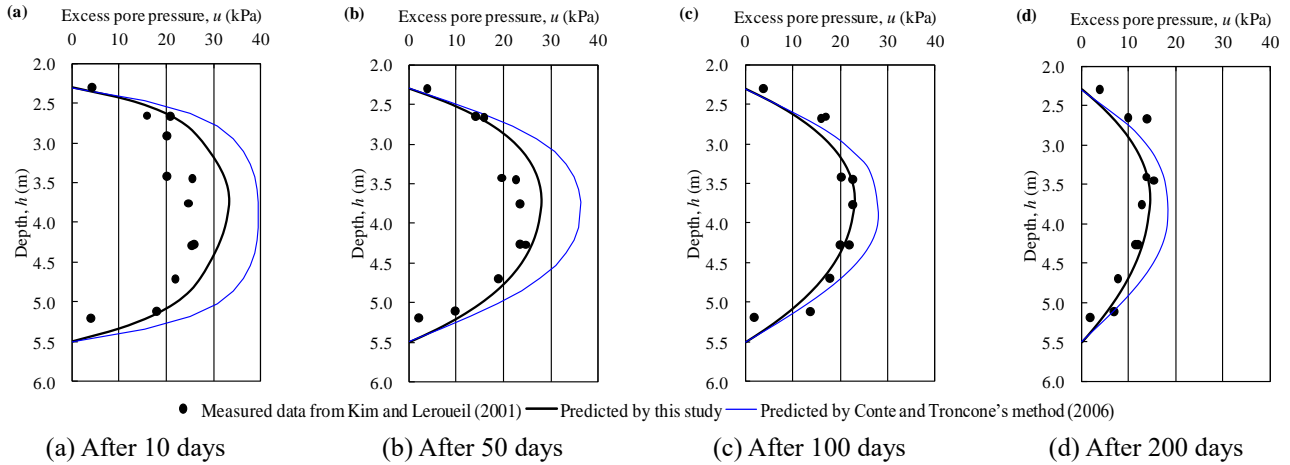 (a) Excess pore pressure, u (kPa)
0 10 20 30 40
2.0
2.5
3.0
3.5
4.0
4.5
5.0
5.5
6.0
Depth, h (m)
(b) Excess pore pressure, u (kPa)
0 10 20 30 40
2.0
2.5
3.0
3.5
4.0
4.5
5.0
5.5
6.0
Depth, h (m)
(c) Excess pore pressure, u (kPa)
0 10 20 30 40
2.0
2.5
3.0
3.5
4.0
4.5
5.0
5.5
6.0
Depth, h (m)
(d) Excess pore pressure, u (kPa)
0 10 20 30 40
2.0
2.5
3.0
3.5
4.0
4.5
5.0
5.5
6.0
Depth, h (m)
Measured data from Kim and Leroueil (2001) Predicted by this study Predicted by Conte and Troncone's method (2006)
(a) After 10 days (b) After 50 days (c) After 100 days (d) After 200 days